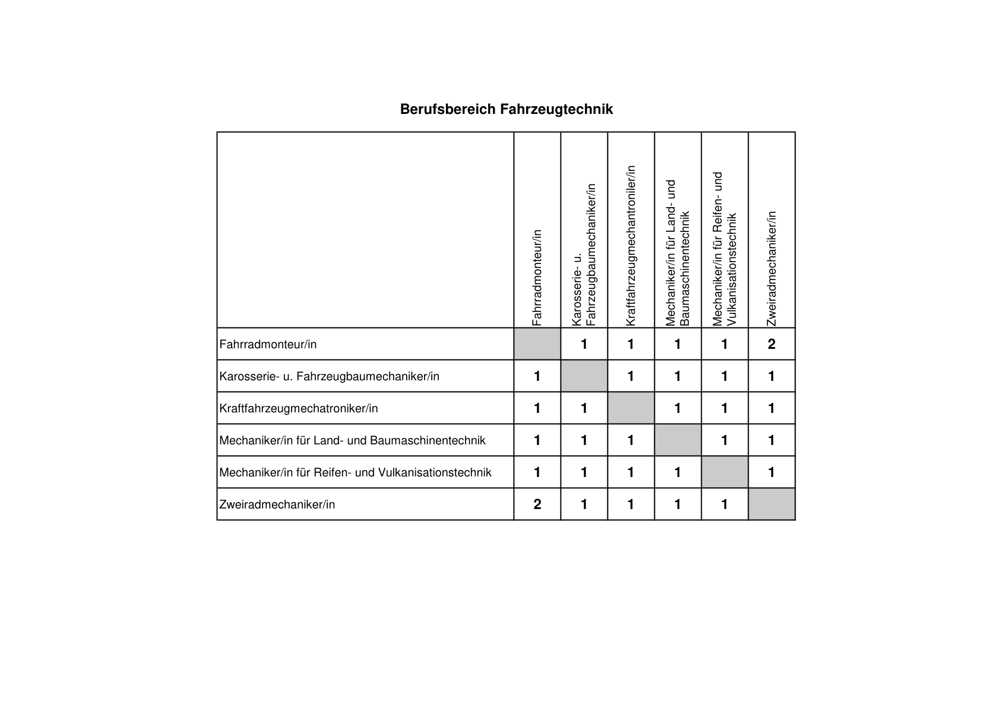 Berufsbereich Fahrzeugtechnik
Fahrradmonteur/in
Karosserie- u.
Fahrzeugbaumechaniker/in
Kraftfahrzeugmechantroniler/in
Mechaniker/in für Land- und
Baumaschinentechnik
Mechaniker/in für Reifen- und
Vulkanisationstechnik
Zweiradmechaniker/in
Fahrradmonteur/in 1 1 1 1 2
Karosserie- u. Fahrzeugbaumechaniker/in 1 1 1 1 1
Kraftfahrzeugmechatroniker/in 1 1 1 1 1
Mechaniker/in für Land- und Baumaschinentechnik 1 1 1 1 1
Mechaniker/in für Reifen- und Vulkanisationstechnik 1 1 1 1 1
Zweiradmechaniker/in 2 1 1 1 1